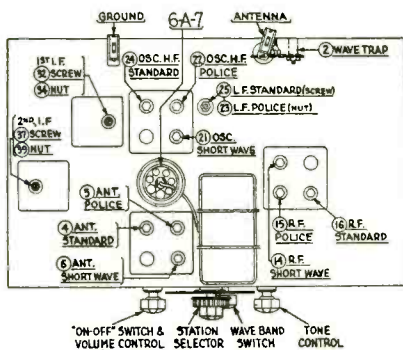 GROUND
6-A-7
ANTENNA
2 WAVE TRAP
24 OSC. H.F.
STANDARD
22 OSC. H.F.
POLICE
1ST I.F.
32 SCREW
34 NUT
25 L.F. STANDARD (SCREW)
23 L.F. POLICE (NUT)
21 OSC.
SHORT WAVE
2ND I.F.
37 SCREW
39 NUT
5 ANT.
POLICE
4 ANT.
STANDARD
6 ANT.
SHORT WAVE
15 R.F.
POLICE
16 R.F.
STANDARD
14 R.F.
SHORT WAVE
"ON-OFF" SWITCH &
VOLUME CONTROL
STATION
SELECTOR
WAVE BAND
SWITCH
TONE
CONTROL